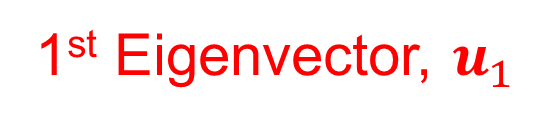 1st Eigenvector, u1